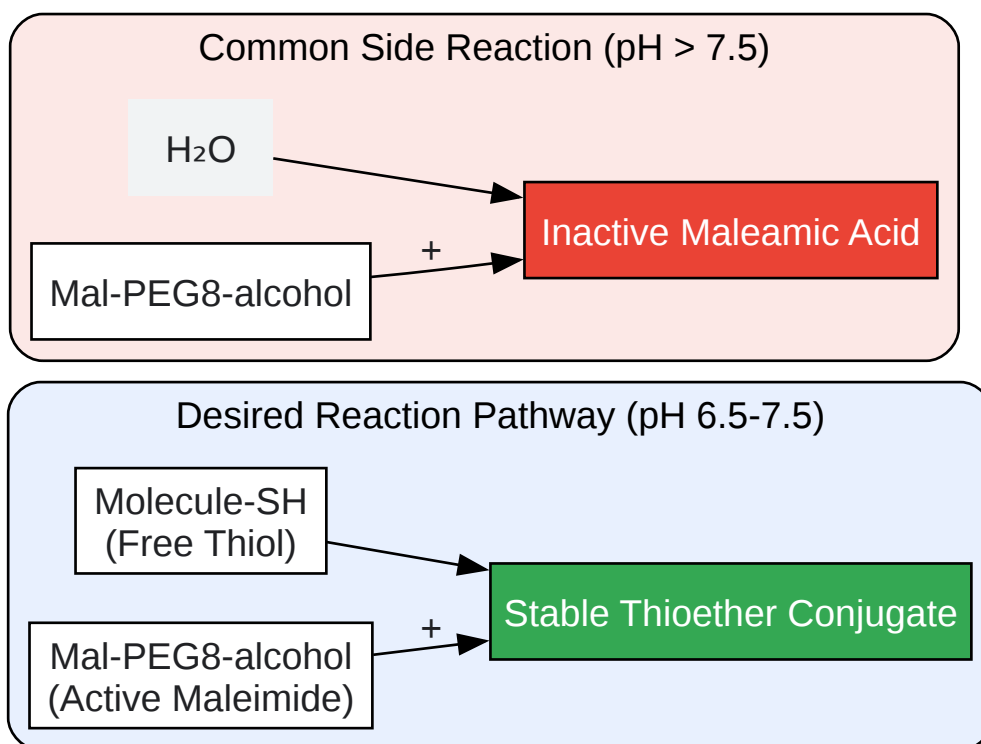 Common Side Reaction (pH > 7.5)
H₂O
Mal-PEG8-alcohol
+
Inactive Maleamic Acid
Desired Reaction Pathway (pH 6.5-7.5)
Molecule-SH
(Free Thiol)
Mal-PEG8-alcohol
(Active Maleimide)
+
Stable Thioether Conjugate